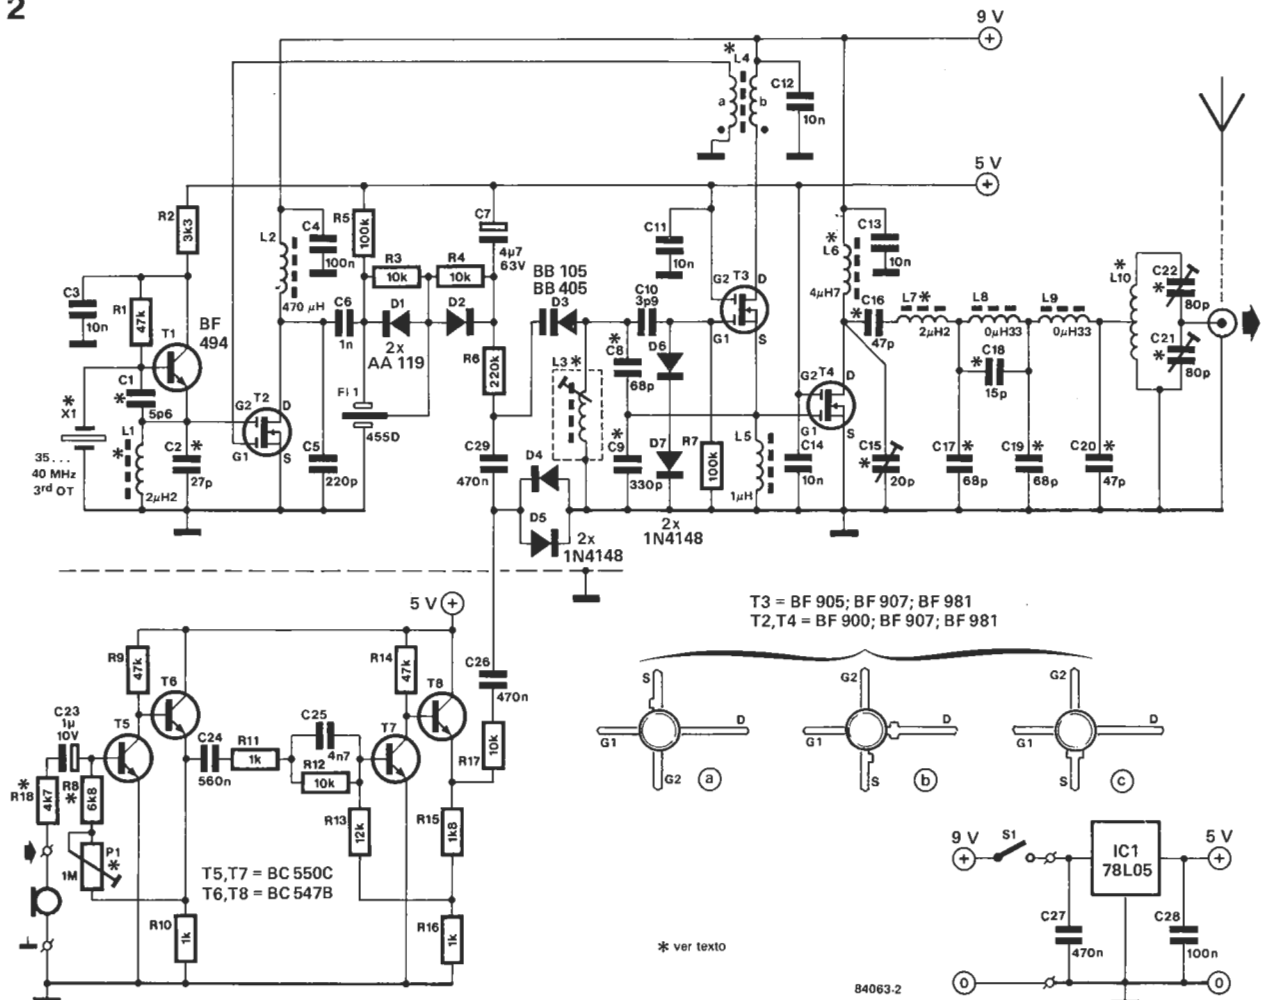 2
9 V
+
*
L4
a
b
C12
10n
5 V
+
R2
3k3
C3
10n
R1
47k
T1
BF
494
*
X1
35...
40 MHz
3rd OT
C1
*
5p6
L1
*
2µH2
C2
*
27p
G2
T2
D
G1
S
L2
470 µH
C4
100n
C5
220p
R5
100k
C6
1n
R3
10k
R4
10k
D1
D2
2x
AA 119
Fl 1
455D
C7
4µ7
63V
R6
220k
C29
470n
BB 105
BB 405
D3
L3 *
D4
D5
2x
1N4148
C10
3p9
*
C8
68p
*
C9
330p
D6
D7
2x
1N4148
C11
10n
R7
100k
G2
T3
D
G1
S
L5
1µH
C14
10n
G2
T4
D
G1
S
*
L6
4µH7
C13
10n
C16
*
47p
C15
*
20p
L7 *
2µH2
L8
0µH33
L9
0µH33
C18
*
15p
C17 *
68p
C19 *
68p
C20 *
47p
*
L10
C22
*
80p
C21
*
80p
5 V
+
R9
47k
T6
C23
1µ
10V
T5
*
R18
4k7
R8
*
6k8
P1
*
1M
R10
1k
C24
560n
R11
1k
C25
4n7
R12
10k
R13
12k
R14
47k
T7
T8
R15
1k8
R16
1k
C26
470n
R17
10k
T5,T7 = BC 550C
T6,T8 = BC 547B
T3 = BF 905; BF 907; BF 981
T2,T4 = BF 900; BF 907; BF 981
S
G1
D
G2
a
G2
G1
D
S
b
G2
G1
D
S
c
* ver texto
9 V
+
S1
IC1
78L05
5 V
+
C27
470n
C28
100n
0
0
84063-2